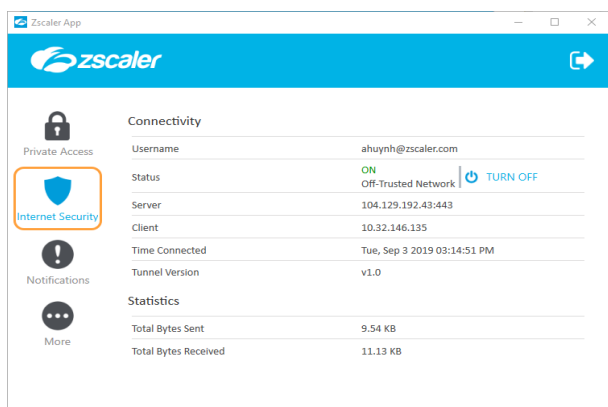 Zscaler App
zscaler
Private Access
Internet Security
Notifications
More
Connectivity
Username ahuynh@zscaler.com
Status ON
Off-Trusted Network TURN OFF
Server 104.129.192.43:443
Client 10.32.146.135
Time Connected Tue, Sep 3 2019 03:14:51 PM
Tunnel Version v1.0
Statistics
Total Bytes Sent 9.54 KB
Total Bytes Received 11.13 KB